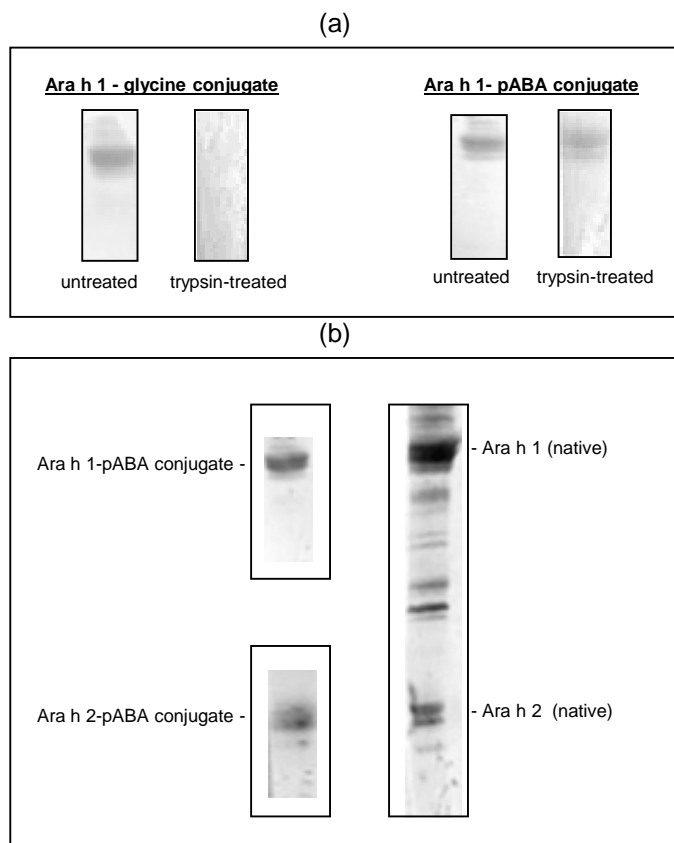 (a)
Ara h 1 - glycine conjugate
Ara h 1- pABA conjugate
untreated
trypsin-treated
untreated
trypsin-treated
(b)
Ara h 1-pABA conjugate -
- Ara h 1 (native)
Ara h 2-pABA conjugate -
- Ara h 2 (native)